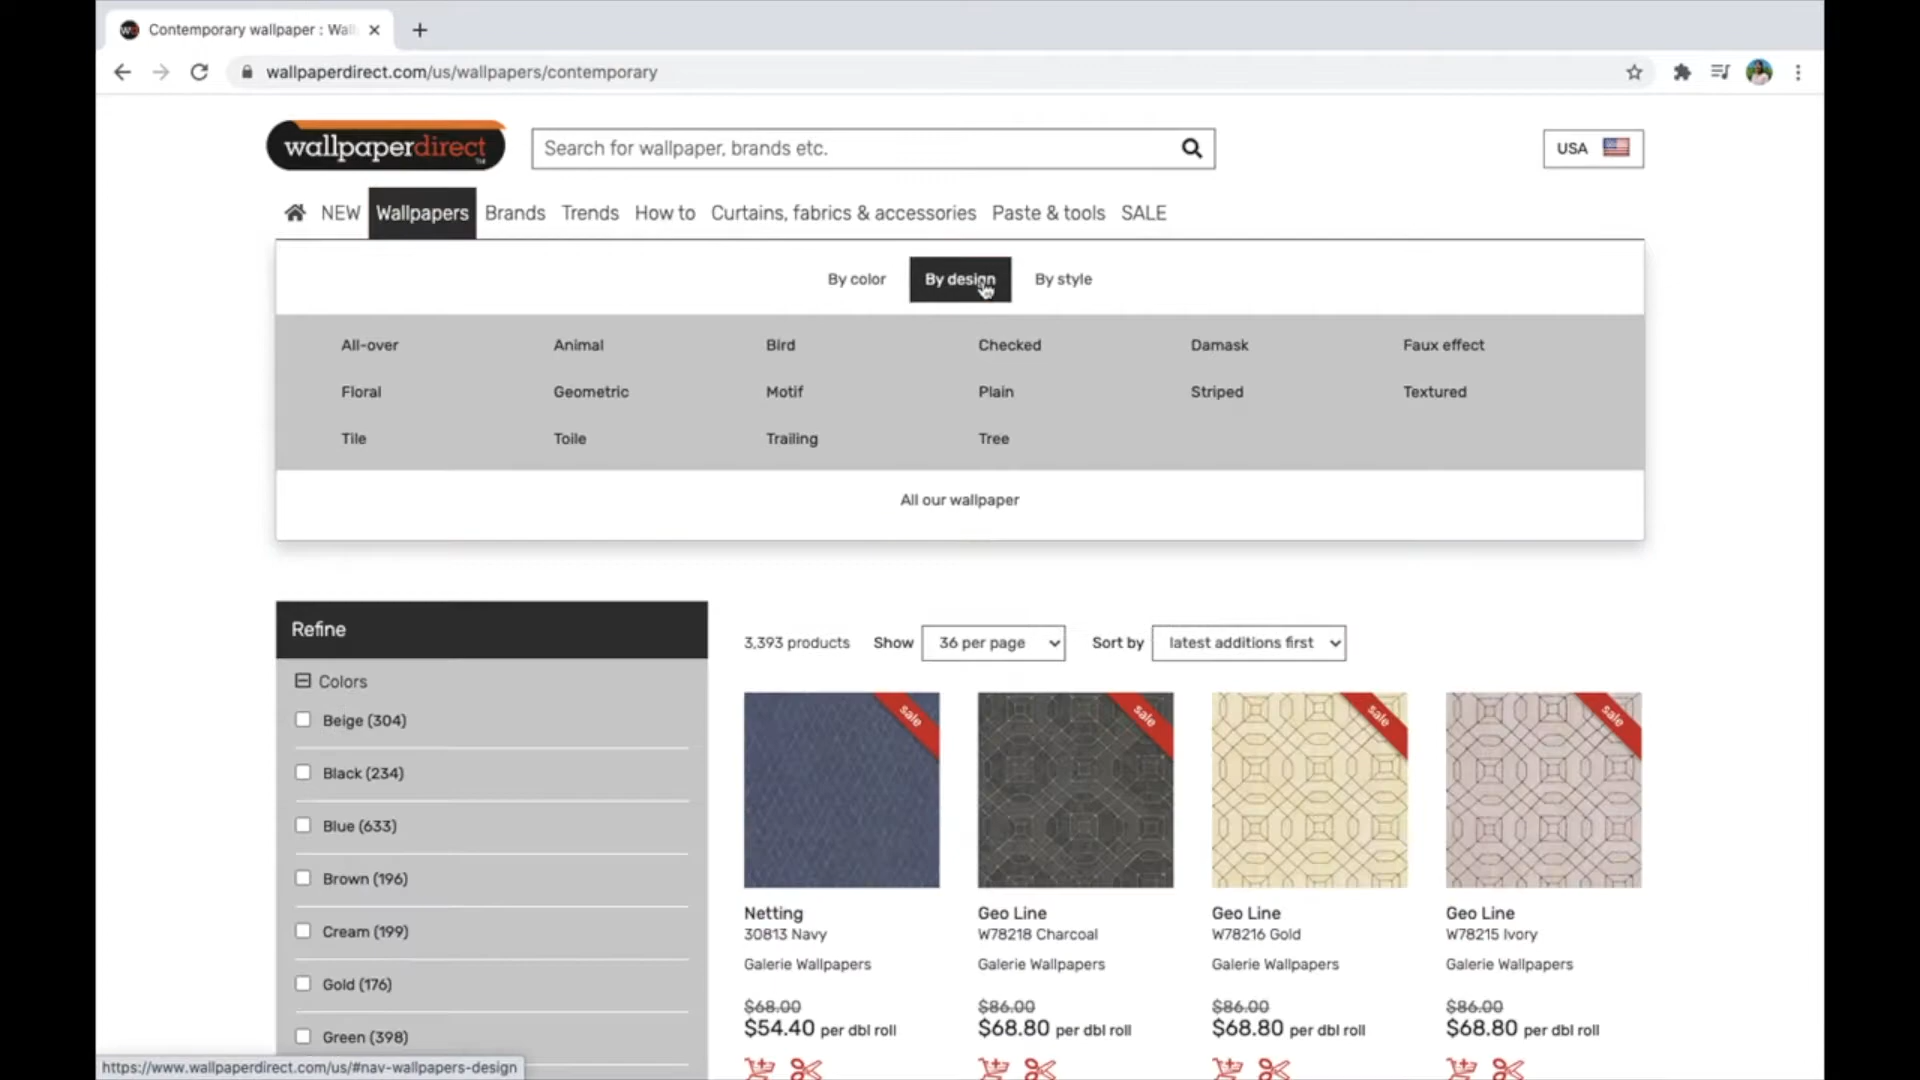 Contemporary wallpaper : Wal
wallpaperdirect.com/us/wallpapers/contemporary
wallpaperdirect TM
Search for wallpaper, brands etc.
USA
NEW Wallpapers Brands Trends How to Curtains, fabrics & accessories Paste & tools SALE
By color By design By style
All-over Animal Bird Checked Damask Faux effect
Floral Geometric Motif Plain Striped Textured
Tile Toile Trailing Tree
All our wallpaper
Refine
3,393 products Show 36 per page Sort by latest additions first
Colors
Beige (304)
Black (234)
Blue (633)
Brown (196)
Cream (199)
Gold (176)
Green (398)
sale sale sale sale
Netting Geo Line Geo Line Geo Line
30813 Navy W78218 Charcoal W78216 Gold W78215 Ivory
Galerie Wallpapers Galerie Wallpapers Galerie Wallpapers Galerie Wallpapers
$68.00 $86.00 $86.00 $86.00
$54.40 per dbl roll $68.80 per dbl roll $68.80 per dbl roll $68.80 per dbl roll
https://www.wallpaperdirect.com/us/#nav-wallpapers-design